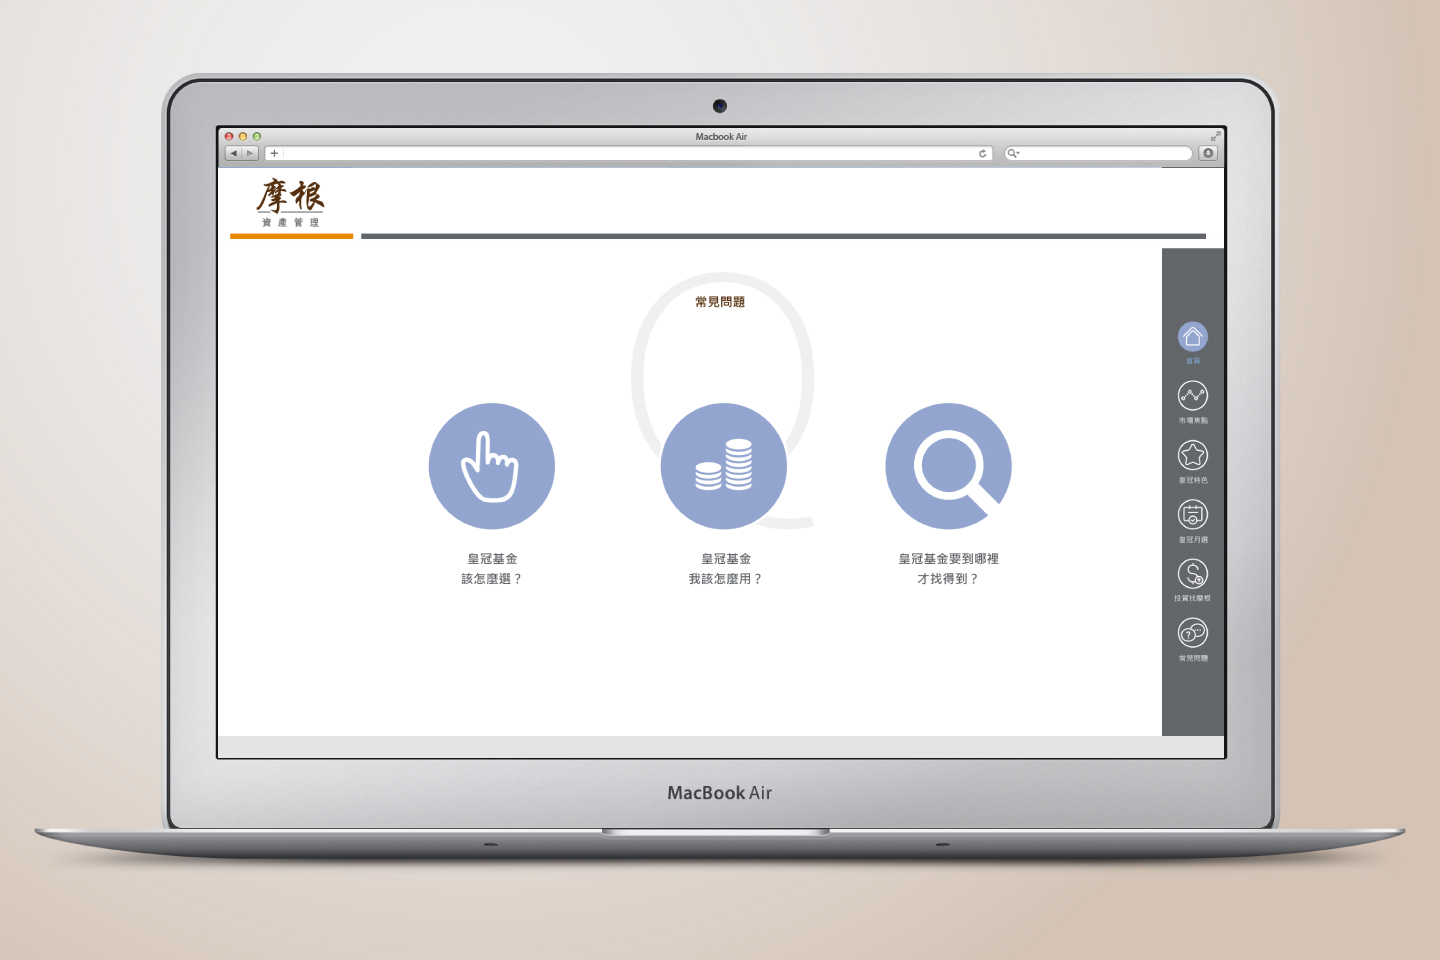 Macbook Air
摩根
資產管理
常見問題
皇冠基金
該怎麼選？
皇冠基金
我該怎麼用？
皇冠基金要到哪裡
才找得到？
首頁
市場焦點
皇冠特色
皇冠月選
投資找摩根
常見問題
MacBook Air